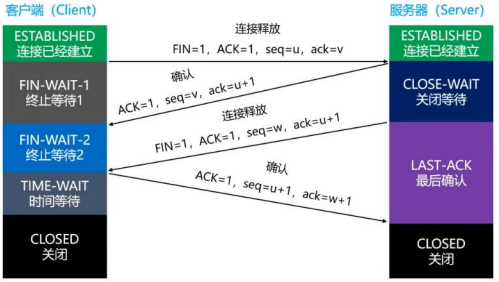 客户端（Client）
服务器（Server）
ESTABLISHED
连接已经建立
连接释放
FIN=1，ACK=1，seq=u，ack=v
ESTABLISHED
连接已经建立
FIN-WAIT-1
终止等待1
确认
ACK=1，seq=v，ack=u+1
CLOSE-WAIT
关闭等待
连接释放
FIN=1，ACK=1，seq=w，ack=u+1
FIN-WAIT-2
终止等待2
LAST-ACK
最后确认
确认
ACK=1，seq=u+1，ack=w+1
TIME-WAIT
时间等待
CLOSED
关闭
CLOSED
关闭